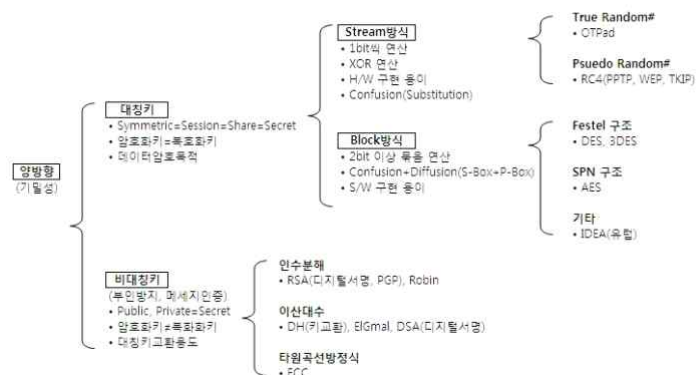 양방향
(기밀성)
대칭키
• Symmetric=Session=Share=Secret
• 암호화키=복호화키
• 데이터암호목적
Stream방식
• 1bit씩 연산
• XOR 연산
• H/W 구현 용이
• Confusion(Substitution)
True Random#
• OTPad
Psuedo Random#
• RC4(PPTP, WEP, TKIP)
Block방식
• 2bit 이상 묶음 연산
• Confusion+Diffusion(S-Box+P-Box)
• S/W 구현 용이
Festel 구조
• DES, 3DES
SPN 구조
• AES
기타
• IDEA(유럽)
비대칭키
(부인방지, 메세지인증)
• Public, Private=Secret
• 암호화키≠복화화키
• 대칭키교환용도
인수분해
• RSA(디지털서명, PGP), Robin
이산대수
• DH(키교환), ElGmal, DSA(디지털서명)
타원곡선방정식
• ECC